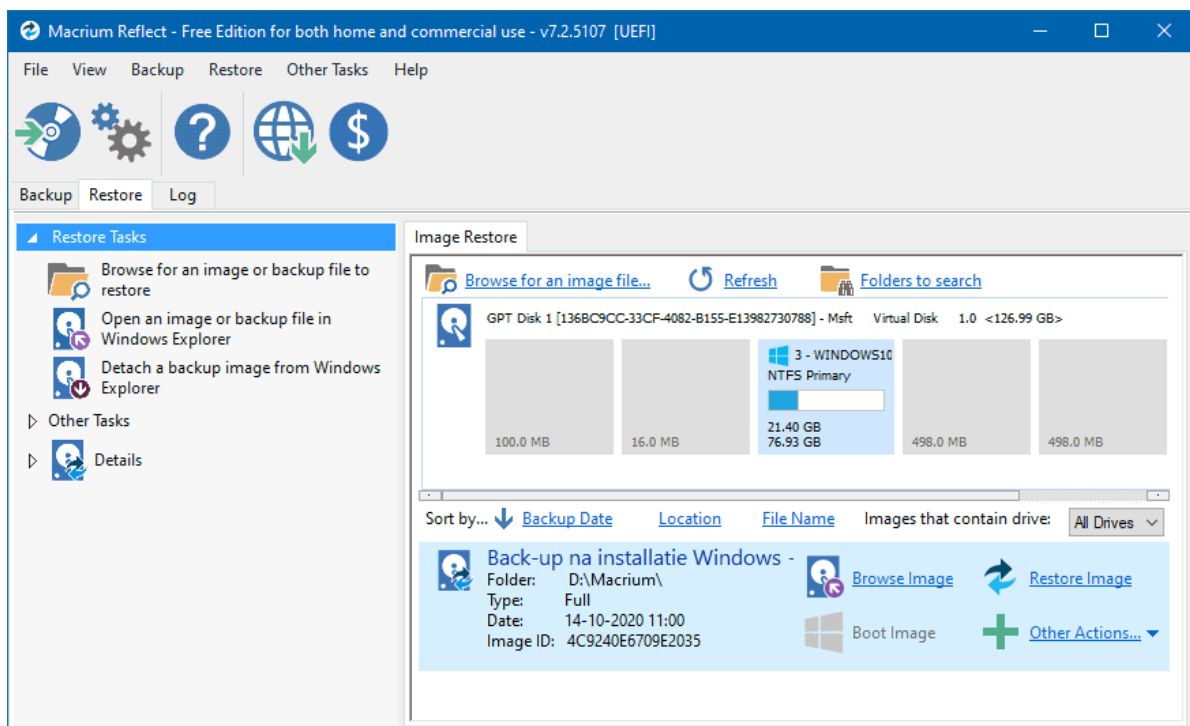 Macrium Reflect - Free Edition for both home and commercial use - v7.2.5107 [UEFI]
File View Backup Restore Other Tasks Help
Backup Restore Log
Restore Tasks
Browse for an image or backup file to
restore
Open an image or backup file in
Windows Explorer
Detach a backup image from Windows
Explorer
Other Tasks
Details
Image Restore
Browse for an image file... Refresh Folders to search
GPT Disk 1 [136BC9CC-33CF-4082-B155-E13982730788] - Msft Virtual Disk 1.0 <126.99 GB>
3 - WINDOWS10
NTFS Primary
21.40 GB
100.0 MB 16.0 MB 76.93 GB 498.0 MB 498.0 MB
Sort by... Backup Date Location File Name Images that contain drive: All Drives
Back-up na installatie Windows -
Folder: D:\Macrium\
Type: Full
Date: 14-10-2020 11:00
Image ID: 4C9240E6709E2035
Browse Image Restore Image
Boot Image Other Actions...